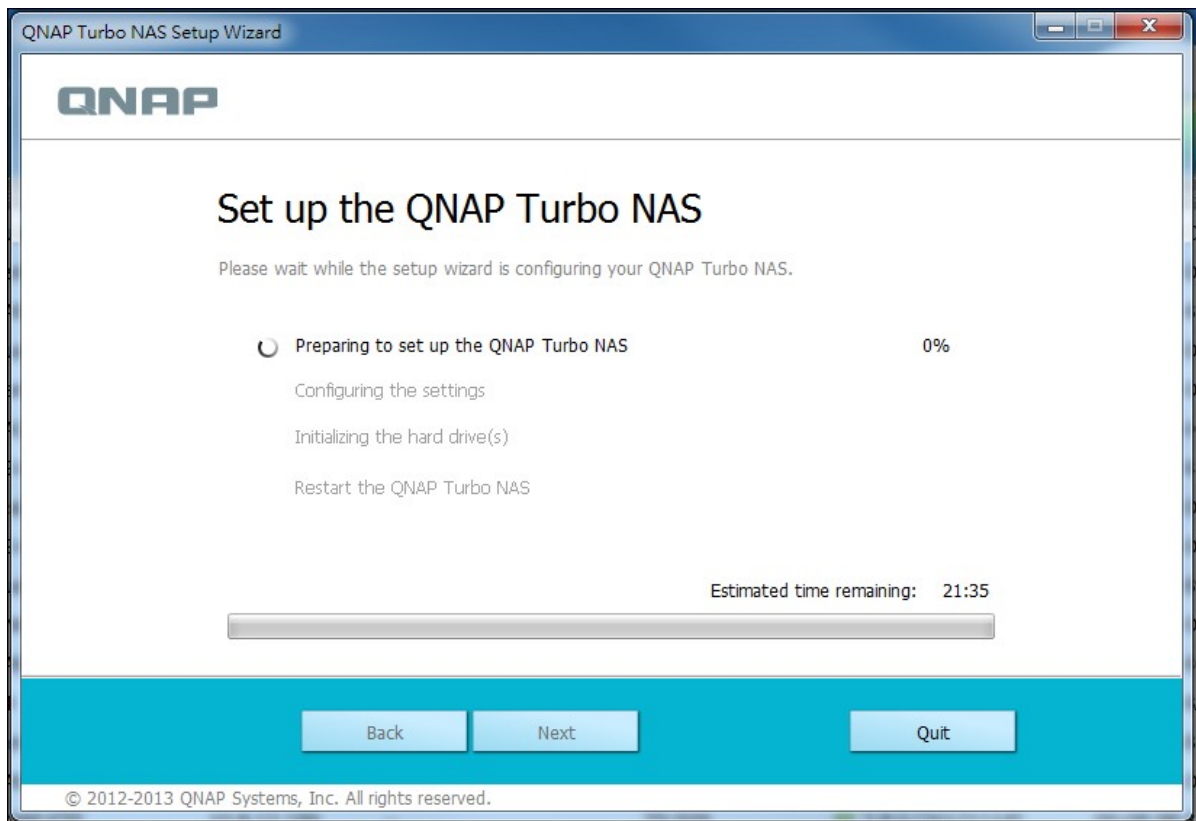 QNAP Turbo NAS Setup Wizard
QNAP
Set up the QNAP Turbo NAS
Please wait while the setup wizard is configuring your QNAP Turbo NAS.
Preparing to set up the QNAP Turbo NAS 0%
Configuring the settings
Initializing the hard drive(s)
Restart the QNAP Turbo NAS
Estimated time remaining: 21:35
Back Next Quit
© 2012-2013 QNAP Systems, Inc. All rights reserved.